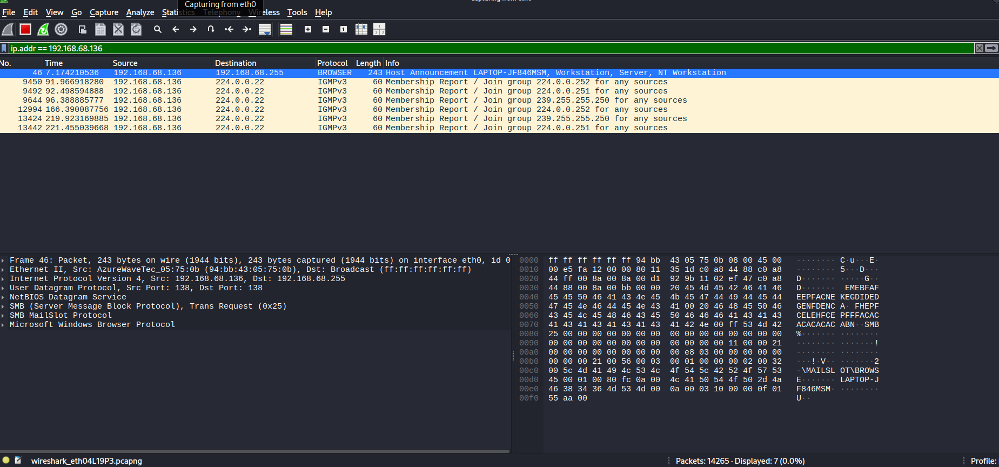 Capturing from eth0
File Edit View Go Capture Analyze Statistics Telephony Wireless Tools Help
ip.addr == 192.168.68.136
No. Time Source Destination Protocol Length Info
46 7.174210536 192.168.68.136 192.168.68.255 BROWSER 243 Host Announcement LAPTOP-JF846MSM, Workstation, Server, NT Workstation
9450 91.966918280 192.168.68.136 224.0.0.22 IGMPv3 60 Membership Report / Join group 224.0.0.252 for any sources
9492 92.498594888 192.168.68.136 224.0.0.22 IGMPv3 60 Membership Report / Join group 224.0.0.251 for any sources
9644 96.388885777 192.168.68.136 224.0.0.22 IGMPv3 60 Membership Report / Join group 239.255.255.250 for any sources
12994 166.390087756 192.168.68.136 224.0.0.22 IGMPv3 60 Membership Report / Join group 224.0.0.252 for any sources
13424 219.923169885 192.168.68.136 224.0.0.22 IGMPv3 60 Membership Report / Join group 239.255.255.250 for any sources
13442 221.455039668 192.168.68.136 224.0.0.22 IGMPv3 60 Membership Report / Join group 224.0.0.251 for any sources
Frame 46: Packet, 243 bytes on wire (1944 bits), 243 bytes captured (1944 bits) on interface eth0, id 0
Ethernet II, Src: AzureWaveTec_05:75:0b (94:bb:43:05:75:0b), Dst: Broadcast (ff:ff:ff:ff:ff:ff)
Internet Protocol Version 4, Src: 192.168.68.136, Dst: 192.168.68.255
User Datagram Protocol, Src Port: 138, Dst Port: 138
NetBIOS Datagram Service
SMB (Server Message Block Protocol), Trans Request (0x25)
SMB MailSlot Protocol
Microsoft Windows Browser Protocol
0000 ff ff ff ff ff ff 94 bb 43 05 75 0b 08 00 45 00 ········ C·u···E·
0010 00 e5 fa 12 00 00 80 11 35 1d c0 a8 44 88 c0 a8 ········ 5···D···
0020 44 ff 00 8a 00 8a 00 d1 92 9b 11 02 ef 47 c0 a8 D······· ·····G··
0030 44 88 00 8a 00 bb 00 00 20 45 4d 45 42 46 41 46 D·······  EMEBFAF
0040 45 45 50 46 41 43 4e 45 4b 45 47 44 49 44 45 44 EEPFACNE KEGDIDED
0050 47 45 4e 46 44 45 4e 43 41 00 20 46 48 45 50 46 GENFDENC A· FHEPF
0060 43 45 4c 45 48 46 43 45 50 46 46 46 41 43 41 43 CELEHFCE PFFFACAC
0070 41 43 41 43 41 43 41 43 41 42 4e 00 ff 53 4d 42 ACACACAC ABN··SMB
0080 25 00 00 00 00 00 00 00 00 00 00 00 00 00 00 00 %······· ········
0090 00 00 00 00 00 00 00 00 00 00 00 00 11 00 00 21 ········ ·······!
00a0 00 00 00 00 00 00 00 00 00 e8 03 00 00 00 00 00 ········ ········
00b0 00 00 00 21 00 56 00 03 00 01 00 00 00 02 00 32 ···!·V·· ·······2
00c0 00 5c 4d 41 49 4c 53 4c 4f 54 5c 42 52 4f 57 53 ·\MAILSL OT\BROWS
00d0 45 00 01 00 80 fc 0a 00 4c 41 50 54 4f 50 2d 4a E······· LAPTOP-J
00e0 46 38 34 36 4d 53 4d 00 0a 00 03 10 00 00 0f 01 F846MSM· ········
00f0 55 aa 00 U··
wireshark_eth04L19P3.pcapng Packets: 14265 · Displayed: 7 (0.0%) Profile: